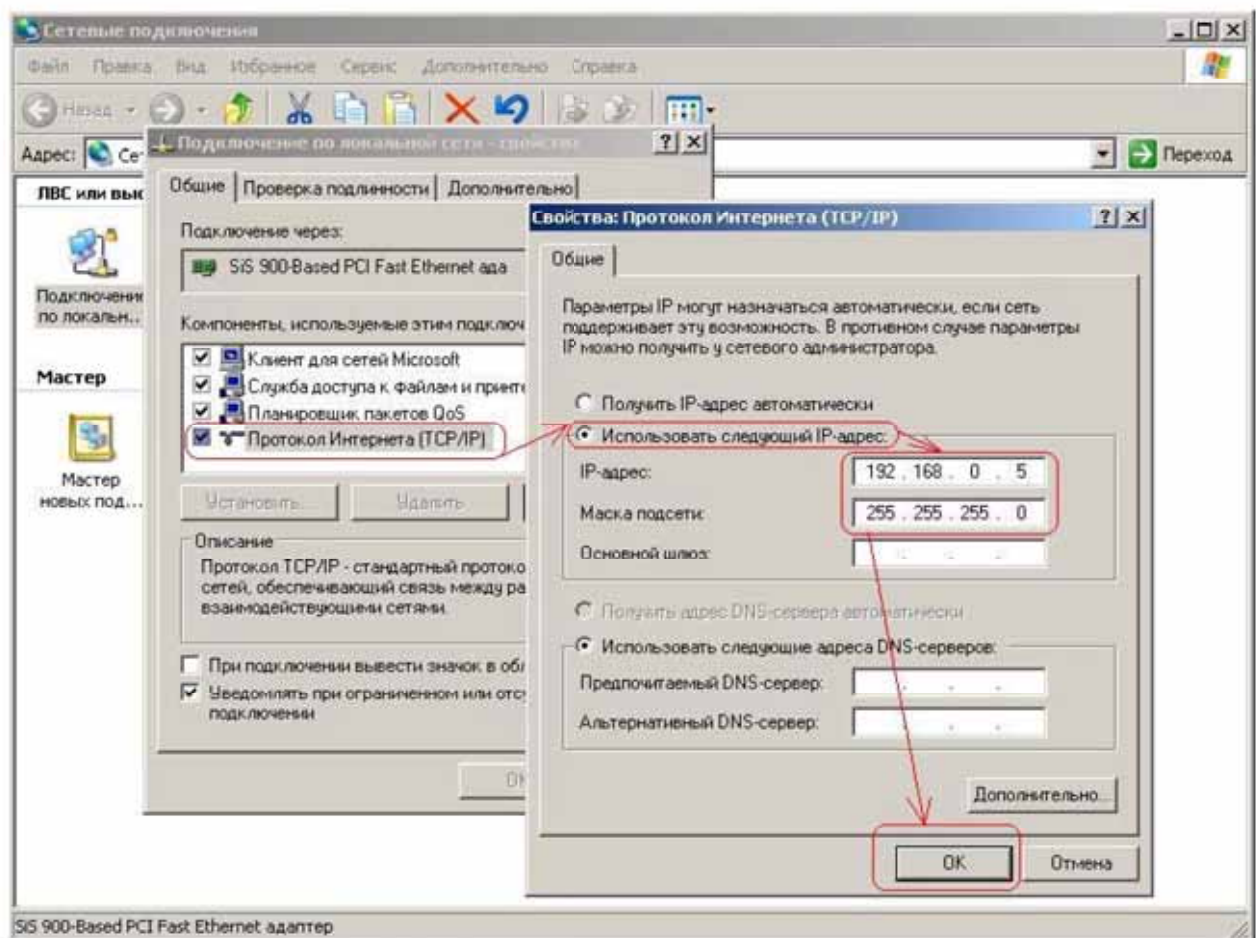 Сетевые подключения
Файл Правка Вид Избранное Сервис Дополнительно Справка
Назад
Адрес: Се
Переход
ЛВС или выс
Подключение
по локальн..
Мастер
Мастер
новых под...
Подключение по локальной сети - свойства
Общие Проверка подлинности Дополнительно
Подключение через:
SiS 900-Based PCI Fast Ethernet ада
Компоненты, используемые этим подключ
Клиент для сетей Microsoft
Служба доступа к файлам и принте
Планировщик пакетов QoS
Протокол Интернета (TCP/IP)
Установить... Удалить
Описание
Протокол TCP/IP - стандартный протоко
сетей, обеспечивающий связь между ра
взаимодействующими сетями.
При подключении вывести значок в обл
Уведомлять при ограниченном или отсу
подключении
OK
Свойства: Протокол Интернета (TCP/IP)
Общие
Параметры IP могут назначаться автоматически, если сеть
поддерживает эту возможность. В противном случае параметры
IP можно получить у сетевого администратора.
Получить IP-адрес автоматически
Использовать следующий IP-адрес:
IP-адрес: 192 . 168 . 0 . 5
Маска подсети: 255 . 255 . 255 . 0
Основной шлюз: . . .
Получить адрес DNS-сервера автоматически
Использовать следующие адреса DNS-серверов:
Предпочитаемый DNS-сервер: . . .
Альтернативный DNS-сервер: . . .
Дополнительно...
OK Отмена
SiS 900-Based PCI Fast Ethernet адаптер